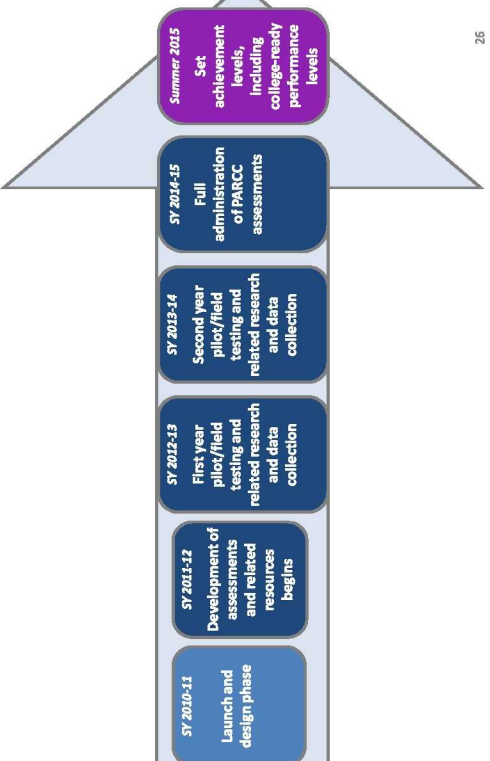 SY 2010-11
Launch and
design phase
SY 2011-12
Development of
assessments
and related
resources
begins
SY 2012-13
First year
pilot/field
testing and
related research
and data
collection
SY 2013-14
Second year
pilot/field
testing and
related research
and data
collection
SY 2014-15
Full
administration
of PARCC
assessments
Summer 2015
Set
achievement
levels,
including
college-ready
performance
levels
26